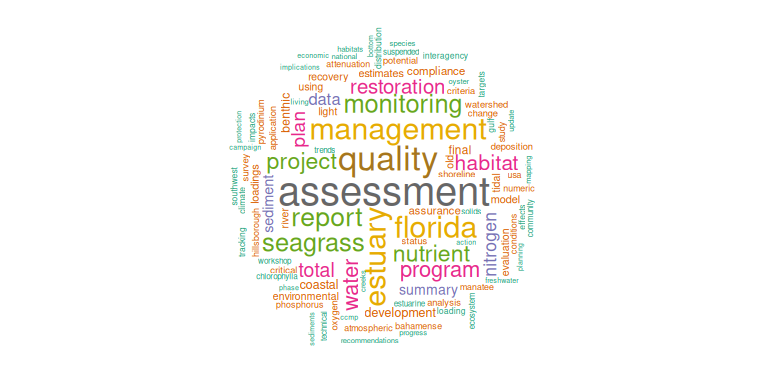 species
habitats
bottom
distribution
suspended
economic
national
interagency
potential
implications
attenuation
estimates
compliance
recovery
restoration
oyster
targets
using
criteria
living
data
monitoring
watershed
benthic
light
change
gulf
update
protection
impacts
pyrodinium
application
plan
management
study
campaign
trends
quality
final
deposition
project
old
habitat
mapping
southwest
survey
shoreline
usa
climate
loadings
assessment
tidal
numeric
sediment
model
hillsborough
river
report
estuary
assurance
solids
florida
effects
community
tracking
seagrass
status
action
nitrogen
evaluation
conditions
planning
workshop
nutrient
critical
total
water
creeks
program
chlorophylla
freshwater
phase
coastal
summary
manatee
environmental
phosphorus
oxygen
estuarine
analysis
ecosystem
ccmp
development
loading
sediments
technical
atmospheric
bahamense
progress
recommendations